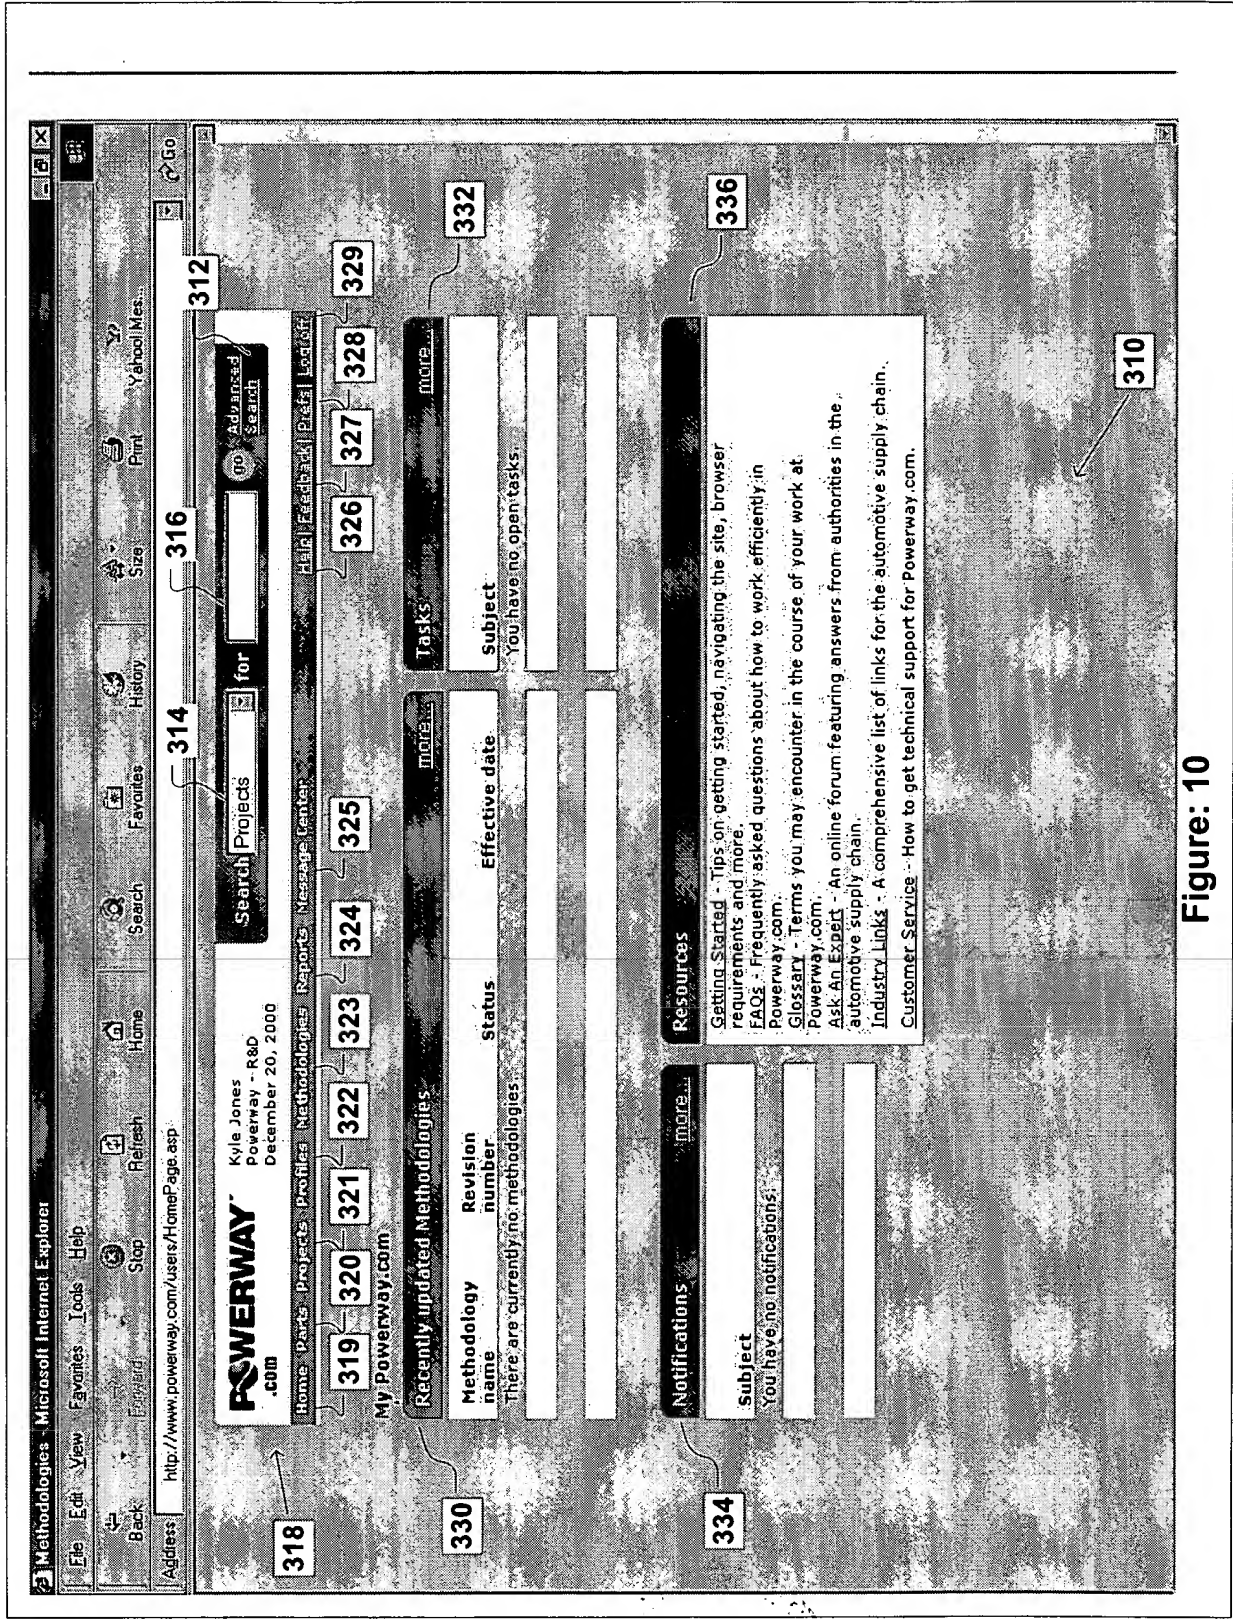 Methodologies - Microsoft Internet Explorer
File Edit View Favorites Tools Help
Back Forward Stop Refresh Home Search Favorites History Size Print Yahoo! Mes...
Address http://www.powerway.com/users/HomePage.asp Go
312
314
316
POWERWAY
.com
Kyle Jones
Powerway -- R&D
December 20, 2000
Search Projects for go Advanced Search
318
Home Parts Projects Profiles Methodologies Reports Message Center Help | Feedback | Prefs | Log off
319 320 321 322 323 324 325 326 327 328 329
My Powerway.com
330
Recently updated Methodologies more...
Methodology name Revision number Status Effective date
There are currently no methodologies
332
Tasks more...
Subject
You have no open tasks.
334
Notifications more...
Subject
You have no notifications.
336
Resources
Getting Started - Tips on getting started, navigating the site, browser
requirements and more.
FAQs - Frequently asked questions about how to work efficiently in
Powerway.com.
Glossary - Terms you may encounter in the course of your work at
Powerway.com.
Ask An Expert - An online forum featuring answers from authorities in the
automotive supply chain.
Industry Links - A comprehensive list of links for the automotive supply chain.
Customer Service - How to get technical support for Powerway.com.
310
Figure: 10